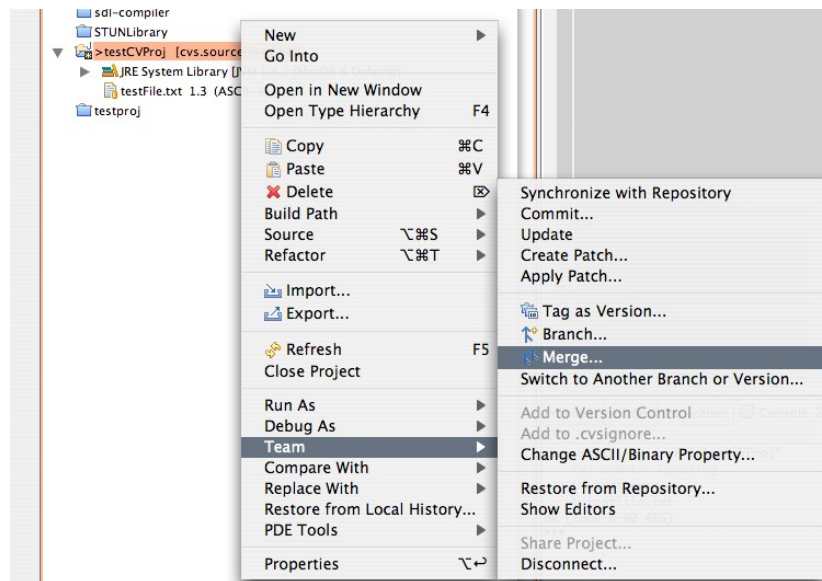 sdl-compiler
STUNLibrary
>testCVProj [cvs.source
JRE System Library [J
testFile.txt 1.3 (ASC
testproj
New
Go Into
Open in New Window
Open Type Hierarchy F4
Copy ⌘C
Paste ⌘V
Delete ⌦
Build Path
Source ⌥⌘S
Refactor ⌥⌘T
Import...
Export...
Refresh F5
Close Project
Run As
Debug As
Team
Compare With
Replace With
Restore from Local History...
PDE Tools
Properties ⌥↩
Synchronize with Repository
Commit...
Update
Create Patch...
Apply Patch...
Tag as Version...
Branch...
Merge...
Switch to Another Branch or Version...
Add to Version Control
Add to .cvsignore...
Change ASCII/Binary Property...
Restore from Repository...
Show Editors
Share Project...
Disconnect...